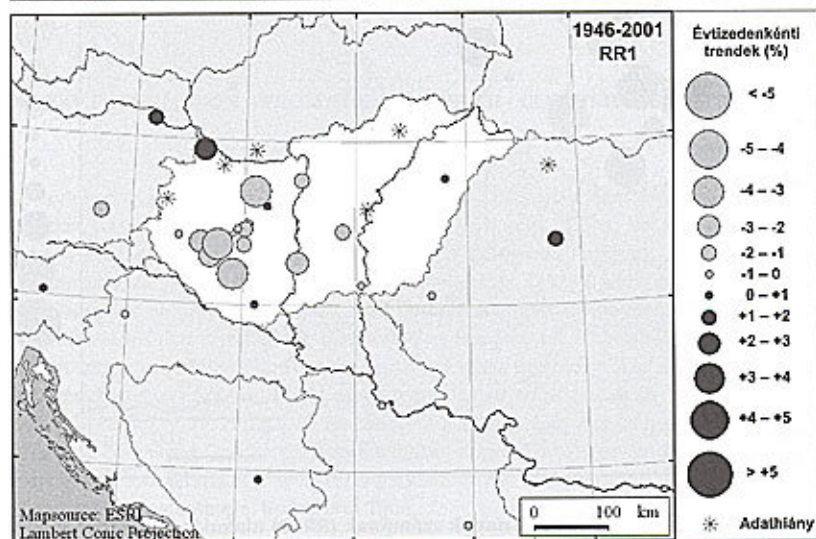 1946-2001
RR1
Évtizedenkénti
trendek (%)
< -5
-5 – -4
-4 – -3
-3 – -2
-2 – -1
-1 – 0
0 – +1
+1 – +2
+2 – +3
+3 – +4
+4 – +5
> +5
Adathiány
Mapsource: ESRI
Lambert Conic Projection
0 100 km